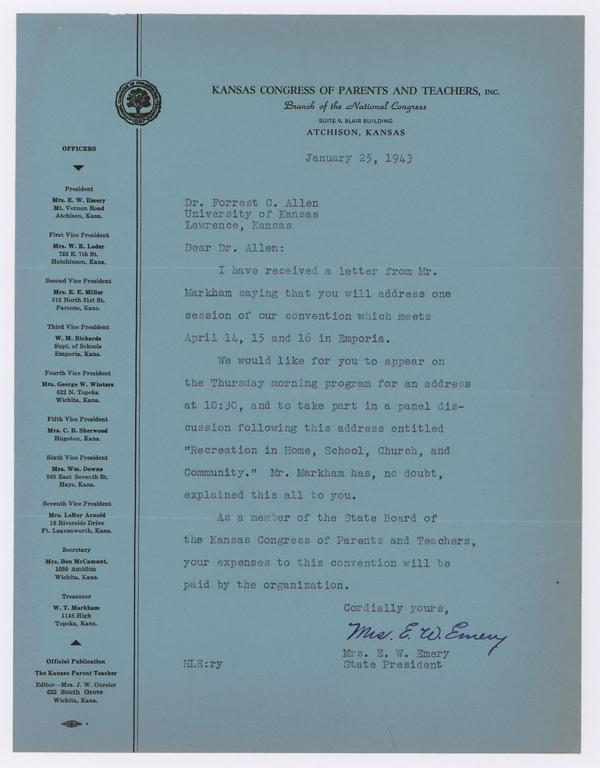 KANSAS CONGRESS OF PARENTS AND TEACHERS, INC.
Branch of the National Congress
SUITE 9, BLAIR BUILDING
ATCHISON, KANSAS
OFFICERS
President
Mrs. E. W. Emery
Mt. Vernon Road
Atchison, Kans.
First Vice President
Mrs. W. R. Loder
723 E. 7th St.
Hutchinson, Kans.
Second Vice President
Mrs. E. E. Miller
312 North 31st St.
Parsons, Kans.
Third Vice President
W. M. Richards
Supt. of Schools
Emporia, Kans.
Fourth Vice President
Mrs. George W. Winters
622 N. Topeka
Wichita, Kans.
Fifth Vice President
Mrs. C. B. Sherwood
Hugoton, Kans.
Sixth Vice President
Mrs. Wm. Downs
509 East Seventh St.
Hays, Kans.
Seventh Vice President
Mrs. LeRoy Arnold
18 Riverside Drive
Ft. Leavenworth, Kans.
Secretary
Mrs. Ben McCamant,
1050 Amidon
Wichita, Kans.
Treasurer
W. T. Markham
1148 High
Topeka, Kans.
Official Publication
The Kansas Parent Teacher
Editor—Mrs. J. W. Oursler
622 South Grove
Wichita, Kans.
January 25, 1943
Dr. Forrest C. Allen
University of Kansas
Lawrence, Kansas
Dear Dr. Allen:
I have received a letter from Mr.
Markham saying that you will address one
session of our convention which meets
April 14, 15 and 16 in Emporia.
We would like for you to appear on
the Thursday morning program for an address
at 10:30, and to take part in a panel dis-
cussion following this address entitled
"Recreation in Home, School, Church, and
Community." Mr. Markham has, no doubt,
explained this all to you.
As a member of the State Board of
the Kansas Congress of Parents and Teachers,
your expenses to this convention will be
paid by the organization.
Cordially yours,
Mrs. E. W. Emery
Mrs. E. W. Emery
State President
HLE:ry